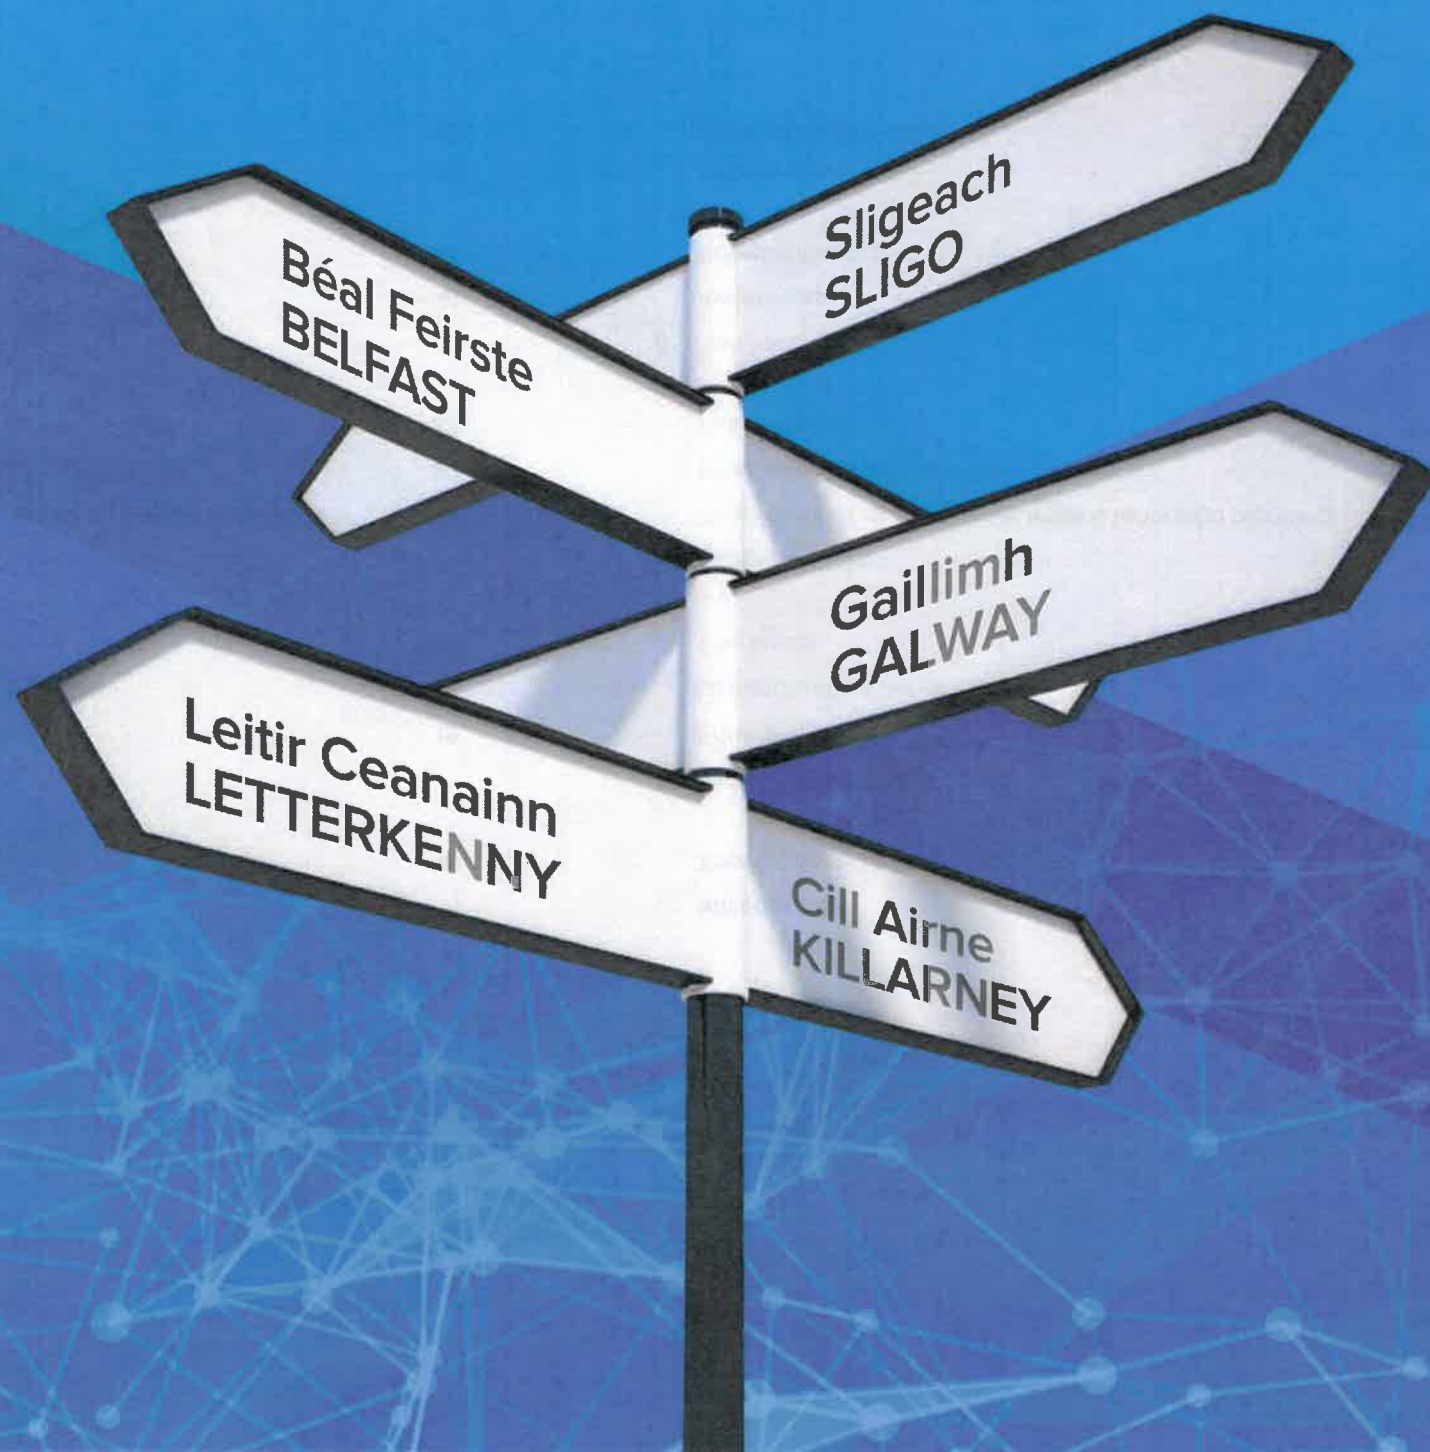 Sligeach
SLIGO
Béal Feirste
BELFAST
Gaillimh
GALWAY
Leitir Ceanainn
LETTERKENNY
Cill Airne
KILLARNEY